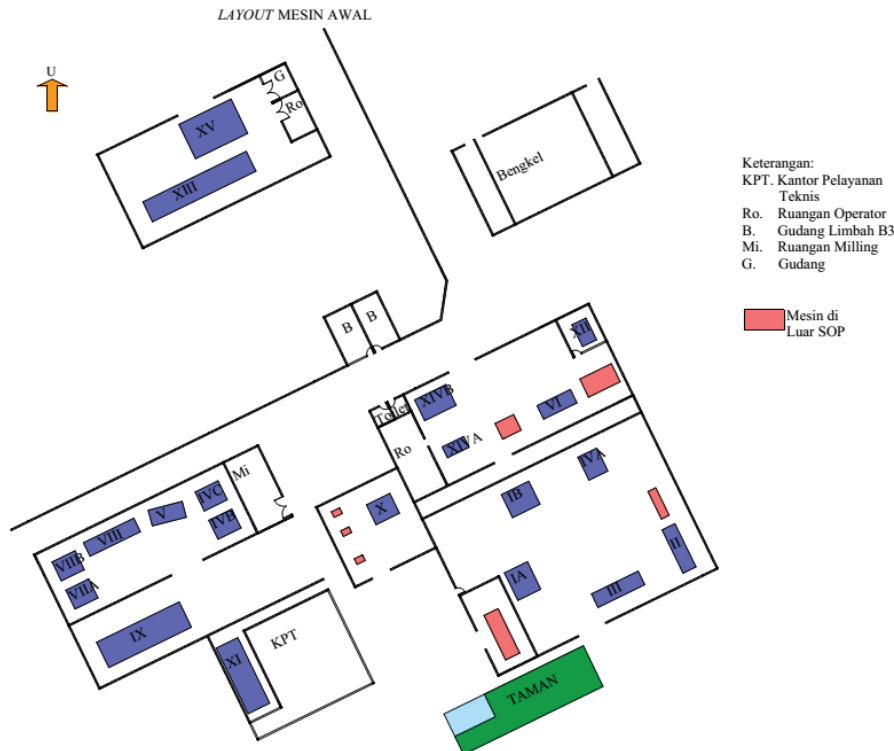 LAYOUT MESIN AWAL
U
G
Ro
XV
XIII
Bengkel
Keterangan:
KPT. Kantor Pelayanan
Teknis
Ro. Ruangan Operator
B. Gudang Limbah B3
Mi. Ruangan Milling
G. Gudang
Mesin di
Luar SOP
B
B
XII
XIVB
VI
Toilet
XIVA
Ro
IVA
Mi
IVC
V
IVB
VIII
X
IB
VIIB
VIIA
II
IA
III
IX
KPT
XI
TAMAN